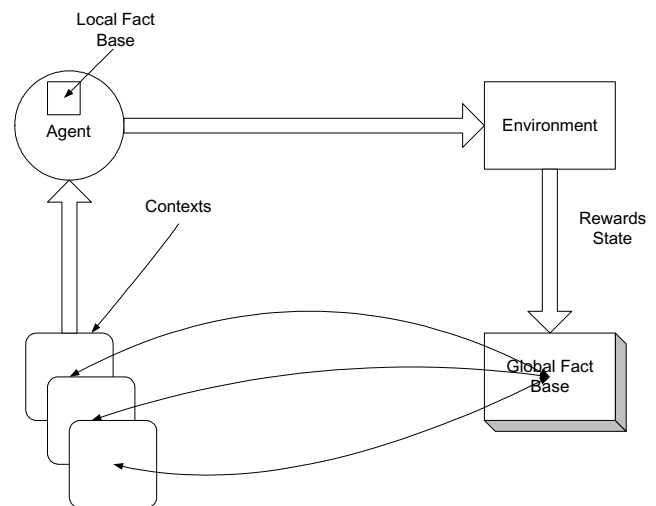 Local Fact
Base
Agent
Environment
Contexts
Rewards
State
Global Fact
Base